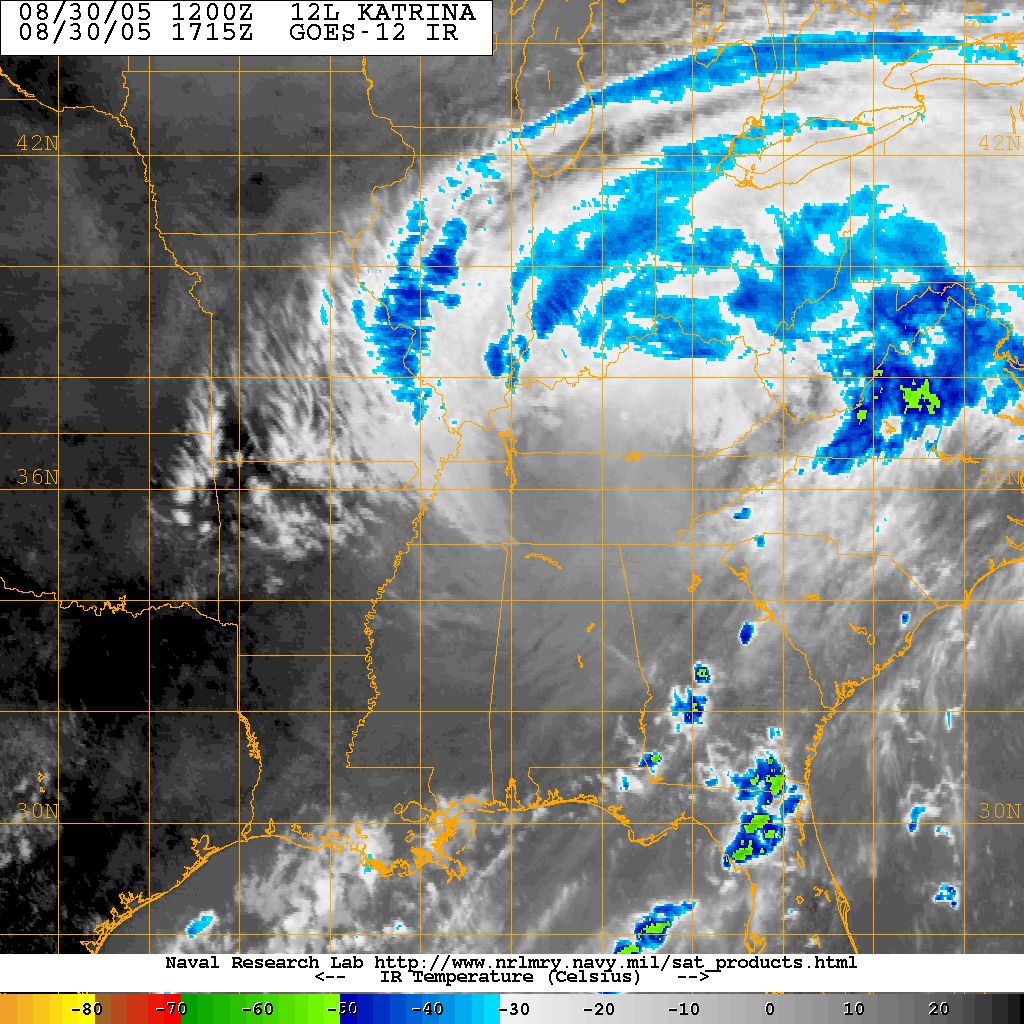 08/30/05 1200Z 12L KATRINA
08/30/05 1715Z GOES-12 IR
42N 42N
36N 36N
30N 30N
Naval Research Lab http://www.nrlmry.navy.mil/sat_products.html
<-- IR Temperature (Celsius) -->
-80 -70 -60 -50 -40 -30 -20 -10 0 10 20